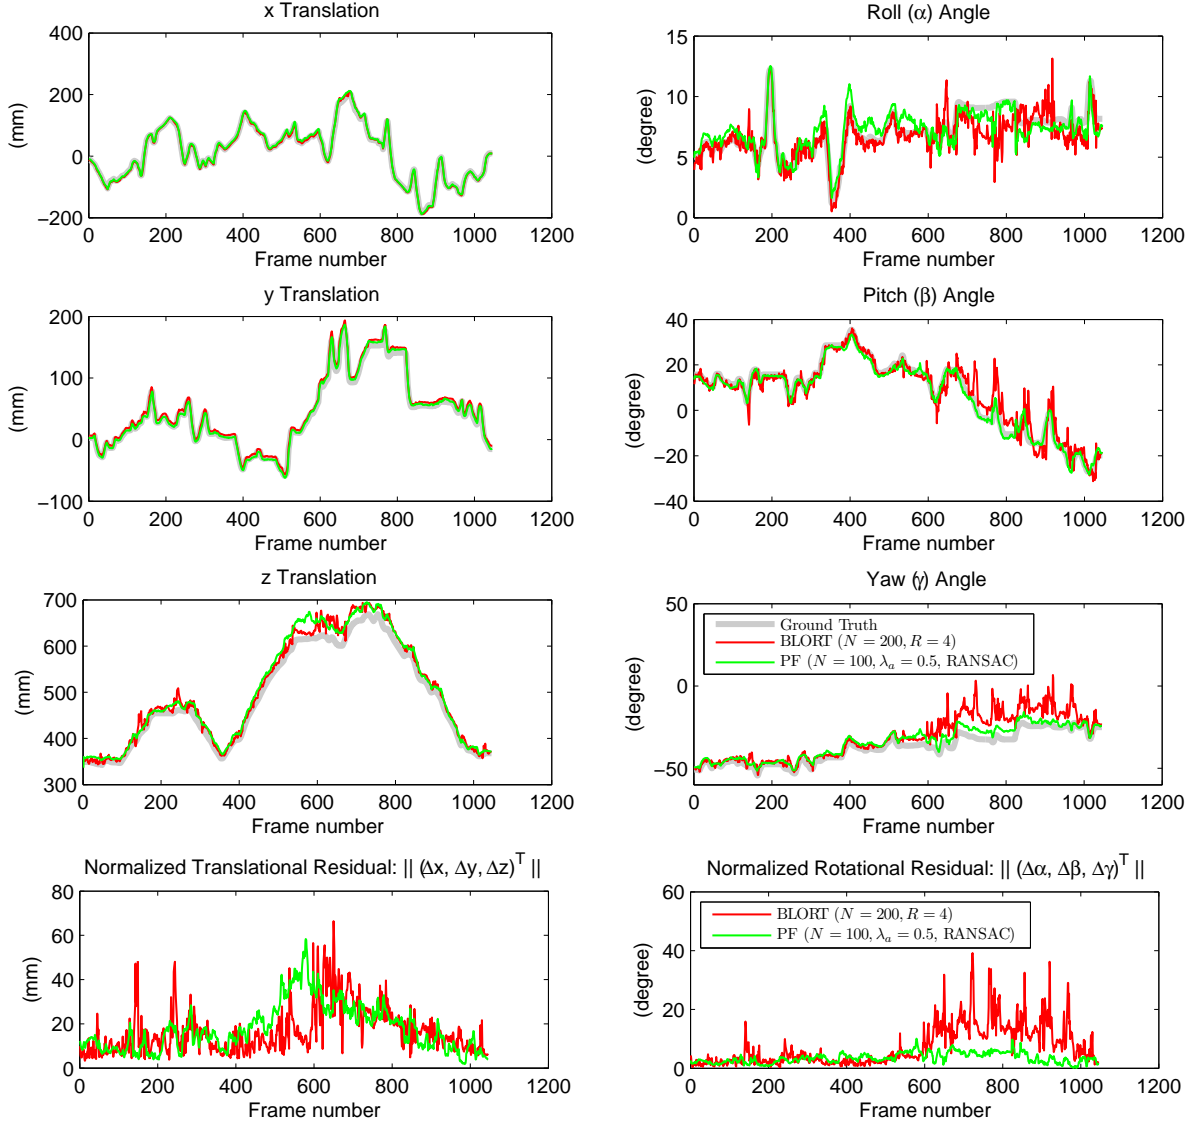 x Translation
400
200
0
−200
(mm)
0 200 400 600 800 1000 1200
Frame number
Roll (α) Angle
15
10
5
0
(degree)
0 200 400 600 800 1000 1200
Frame number
y Translation
200
100
0
−100
(mm)
0 200 400 600 800 1000 1200
Frame number
Pitch (β) Angle
40
20
0
−20
−40
(degree)
0 200 400 600 800 1000 1200
Frame number
z Translation
700
600
500
400
300
(mm)
0 200 400 600 800 1000 1200
Frame number
Yaw (γ) Angle
50
0
−50
(degree)
Ground Truth
BLORT (N = 200, R = 4)
PF (N = 100, λₐ = 0.5, RANSAC)
0 200 400 600 800 1000 1200
Frame number
Normalized Translational Residual: || (Δx, Δy, Δz)ᵀ ||
80
60
40
20
0
(mm)
0 200 400 600 800 1000 1200
Frame number
Normalized Rotational Residual: || (Δα, Δβ, Δγ)ᵀ ||
60
50
40
30
20
10
0
(degree)
BLORT (N = 200, R = 4)
PF (N = 100, λₐ = 0.5, RANSAC)
0 200 400 600 800 1000 1200
Frame number